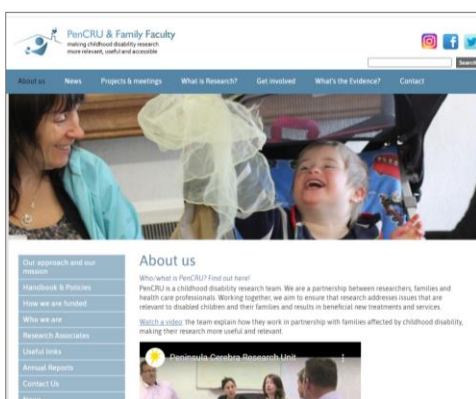 PenCRU & Family Faculty
making childhood disability research
more relevant, useful and accessible
Search
About us News Projects & meetings What is Research? Get involved What's the Evidence? Contact
Our approach and our
mission
Handbook & Policies
How we are funded
Who we are
Research Associates
Useful links
Annual Reports
Contact Us
About us
Who/what is PenCRU? Find out here!
PenCRU is a childhood disability research team. We are a partnership between researchers, families and
health care professionals. Working together, we aim to ensure that research addresses issues that are
relevant to disabled children and their families and results in beneficial new treatments and services.
Watch a video: the team explain how they work in partnership with families affected by childhood disability,
making their research more useful and relevant.
Peninsula Cerebra Research Unit